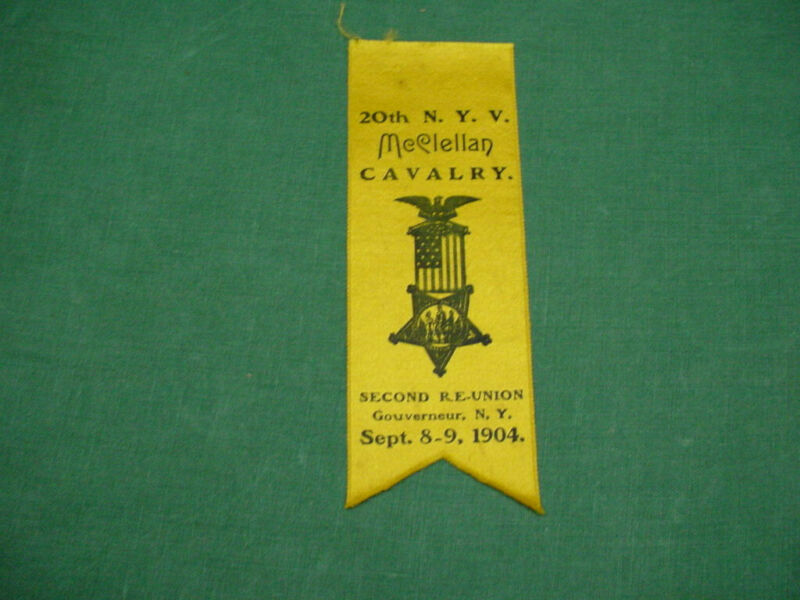 20th N. Y. V.
McClellan
CAVALRY.
SECOND RE-UNION
Gouverneur, N. Y.
Sept. 8-9, 1904.